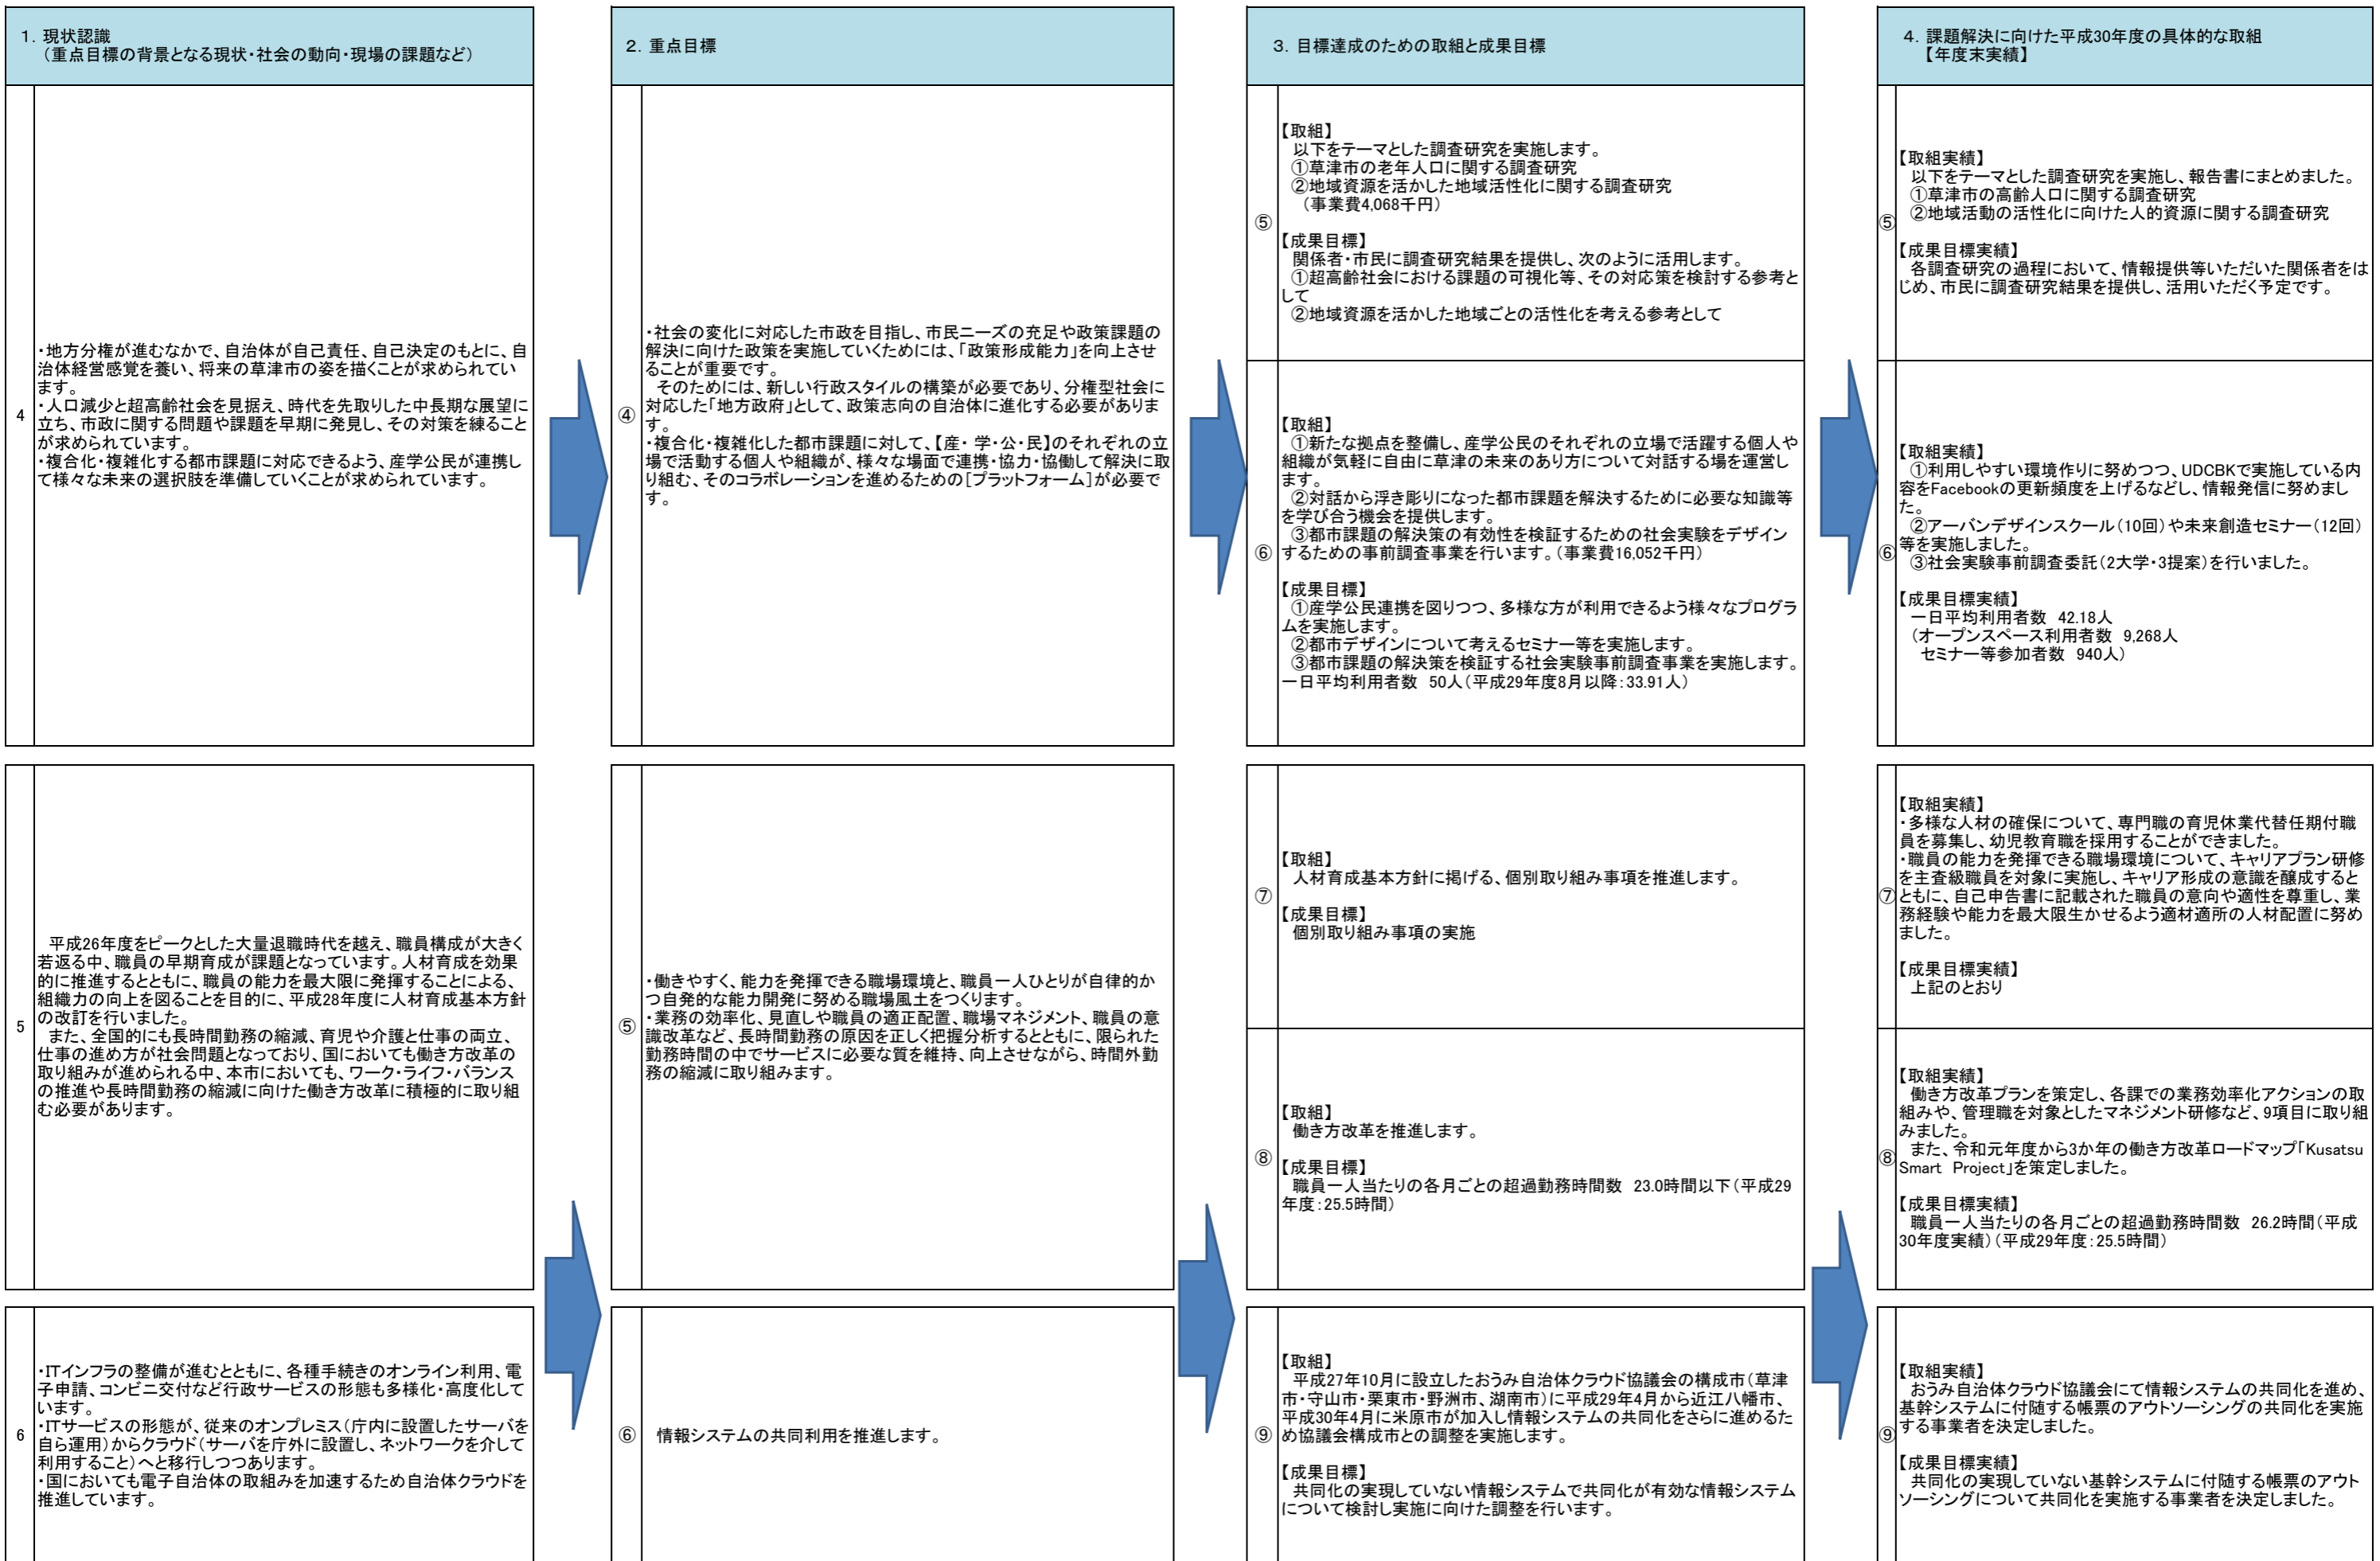 1．現状認識
（重点目標の背景となる現状・社会の動向・現場の課題など）
2．重点目標
3．目標達成のための取組と成果目標
4．課題解決に向けた平成30年度の具体的な取組
【年度末実績】
4
・地方分権が進むなかで、自治体が自己責任、自己決定のもとに、自
治体経営感覚を養い、将来の草津市の姿を描くことが求められてい
ます。
・人口減少と超高齢社会を見据え、時代を先取りした中長期な展望に
立ち、市政に関する問題や課題を早期に発見し、その対策を練ること
が求められています。
・複合化・複雑化する都市課題に対応できるよう、産学公民が連携し
て様々な未来の選択肢を準備していくことが求められています。
④
・社会の変化に対応した市政を目指し、市民ニーズの充足や政策課題の
解決に向けた政策を実施していくためには、「政策形成能力」を向上させ
ることが重要です。
そのためには、新しい行政スタイルの構築が必要であり、分権型社会に
対応した「地方政府」として、政策志向の自治体に進化する必要がありま
す。
・複合化・複雑化した都市課題に対して、【産・学・公・民】のそれぞれの立
場で活動する個人や組織が、様々な場面で連携・協力・協働して解決に取
り組む、そのコラボレーションを進めるための［プラットフォーム］が必要で
す。
⑤
【取組】
以下をテーマとした調査研究を実施します。
①草津市の老年人口に関する調査研究
②地域資源を活かした地域活性化に関する調査研究
（事業費4,068千円）
【成果目標】
関係者・市民に調査研究結果を提供し、次のように活用します。
①超高齢社会における課題の可視化等、その対応策を検討する参考と
して
②地域資源を活かした地域ごとの活性化を考える参考として
⑤
【取組実績】
以下をテーマとした調査研究を実施し、報告書にまとめました。
①草津市の高齢人口に関する調査研究
②地域活動の活性化に向けた人的資源に関する調査研究
【成果目標実績】
各調査研究の過程において、情報提供等いただいた関係者をは
じめ、市民に調査研究結果を提供し、活用いただく予定です。
⑥
【取組】
①新たな拠点を整備し、産学公民のそれぞれの立場で活躍する個人や
組織が気軽に自由に草津の未来のあり方について対話する場を運営し
ます。
②対話から浮き彫りになった都市課題を解決するために必要な知識等
を学び合う機会を提供します。
③都市課題の解決策の有効性を検証するための社会実験をデザイン
するための事前調査事業を行います。（事業費16,052千円）
【成果目標】
①産学公民連携を図りつつ、多様な方が利用できるよう様々なプログラ
ムを実施します。
②都市デザインについて考えるセミナー等を実施します。
③都市課題の解決策を検証する社会実験事前調査事業を実施します。
一日平均利用者数 50人（平成29年度8月以降：33.91人）
⑥
【取組実績】
①利用しやすい環境作りに努めつつ、UDCBKで実施している内
容をFacebookの更新頻度を上げるなどし、情報発信に努めまし
た。
②アーバンデザインスクール（10回）や未来創造セミナー（12回）
等を実施しました。
③社会実験事前調査委託（2大学・3提案）を行いました。
【成果目標実績】
一日平均利用者数 42.18人
（オープンスペース利用者数 9,268人
セミナー等参加者数 940人）
5
平成26年度をピークとした大量退職時代を越え、職員構成が大きく
若返る中、職員の早期育成が課題となっています。人材育成を効果
的に推進するとともに、職員の能力を最大限に発揮することによる、
組織力の向上を図ることを目的に、平成28年度に人材育成基本方針
の改訂を行いました。
また、全国的にも長時間勤務の縮減、育児や介護と仕事の両立、
仕事の進め方が社会問題となっており、国においても働き方改革の
取り組みが進められる中、本市においても、ワーク・ライフ・バランス
の推進や長時間勤務の縮減に向けた働き方改革に積極的に取り組
む必要があります。
⑤
・働きやすく、能力を発揮できる職場環境と、職員一人ひとりが自律的か
つ自発的な能力開発に努める職場風土をつくります。
・業務の効率化、見直しや職員の適正配置、職場マネジメント、職員の意
識改革など、長時間勤務の原因を正しく把握分析するとともに、限られた
勤務時間の中でサービスに必要な質を維持、向上させながら、時間外勤
務の縮減に取り組みます。
⑦
【取組】
人材育成基本方針に掲げる、個別取り組み事項を推進します。
【成果目標】
個別取り組み事項の実施
⑦
【取組実績】
・多様な人材の確保について、専門職の育児休業代替任期付職
員を募集し、幼児教育職を採用することができました。
・職員の能力を発揮できる職場環境について、キャリアプラン研修
を主査級職員を対象に実施し、キャリア形成の意識を醸成すると
ともに、自己申告書に記載された職員の意向や適性を尊重し、業
務経験や能力を最大限生かせるよう適材適所の人材配置に努め
ました。
【成果目標実績】
上記のとおり
⑧
【取組】
働き方改革を推進します。
【成果目標】
職員一人当たりの各月ごとの超過勤務時間数 23.0時間以下（平成29
年度：25.5時間）
⑧
【取組実績】
働き方改革プランを策定し、各課での業務効率化アクションの取
組みや、管理職を対象としたマネジメント研修など、9項目に取り組
みました。
また、令和元年度から3か年の働き方改革ロードマップ「Kusatsu
Smart Project」を策定しました。
【成果目標実績】
職員一人当たりの各月ごとの超過勤務時間数 26.2時間（平成
30年度実績）（平成29年度：25.5時間）
6
・ITインフラの整備が進むとともに、各種手続きのオンライン利用、電
子申請、コンビニ交付など行政サービスの形態も多様化・高度化して
います。
・ITサービスの形態が、従来のオンプレミス（庁内に設置したサーバを
自ら運用）からクラウド（サーバを庁外に設置し、ネットワークを介して
利用すること）へと移行しつつあります。
・国においても電子自治体の取組みを加速するため自治体クラウドを
推進しています。
⑥
情報システムの共同利用を推進します。
⑨
【取組】
平成27年10月に設立したおうみ自治体クラウド協議会の構成市（草津
市・守山市・栗東市・野洲市、湖南市）に平成29年4月から近江八幡市、
平成30年4月に米原市が加入し情報システムの共同化をさらに進めるた
め協議会構成市との調整を実施します。
【成果目標】
共同化の実現していない情報システムで共同化が有効な情報システム
について検討し実施に向けた調整を行います。
⑨
【取組実績】
おうみ自治体クラウド協議会にて情報システムの共同化を進め、
基幹システムに付随する帳票のアウトソーシングの共同化を実施
する事業者を決定しました。
【成果目標実績】
共同化の実現していない基幹システムに付随する帳票のアウト
ソーシングについて共同化を実施する事業者を決定しました。